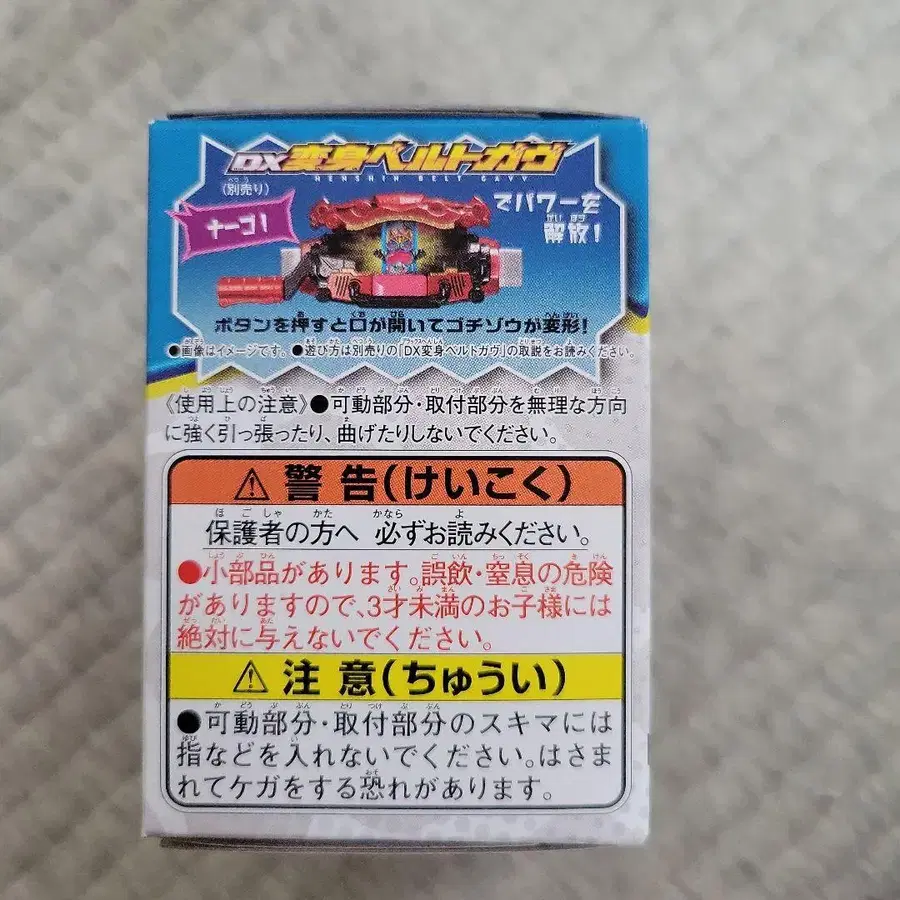 DX変身ベルトガヴ
HENSHIN BELT GAVV
(別売り)
ナーゴ!
でパワーを
解放!
ボタンを押すと口が開いてゴチゾウが変形!
●画像はイメージです。 ●遊び方は別売りの「DX変身ベルトガヴ」の取説をお読みください。
《使用上の注意》●可動部分・取付部分を無理な方向
に強く引っ張ったり、曲げたりしないでください。
⚠警告(けいこく)
保護者の方へ 必ずお読みください。
●小部品があります。誤飲・窒息の危険
がありますので、3才未満のお子様には
絶対に与えないでください。
⚠注意(ちゅうい)
●可動部分・取付部分のスキマには
指などを入れないでください。はさま
れてケガをする恐れがあります。